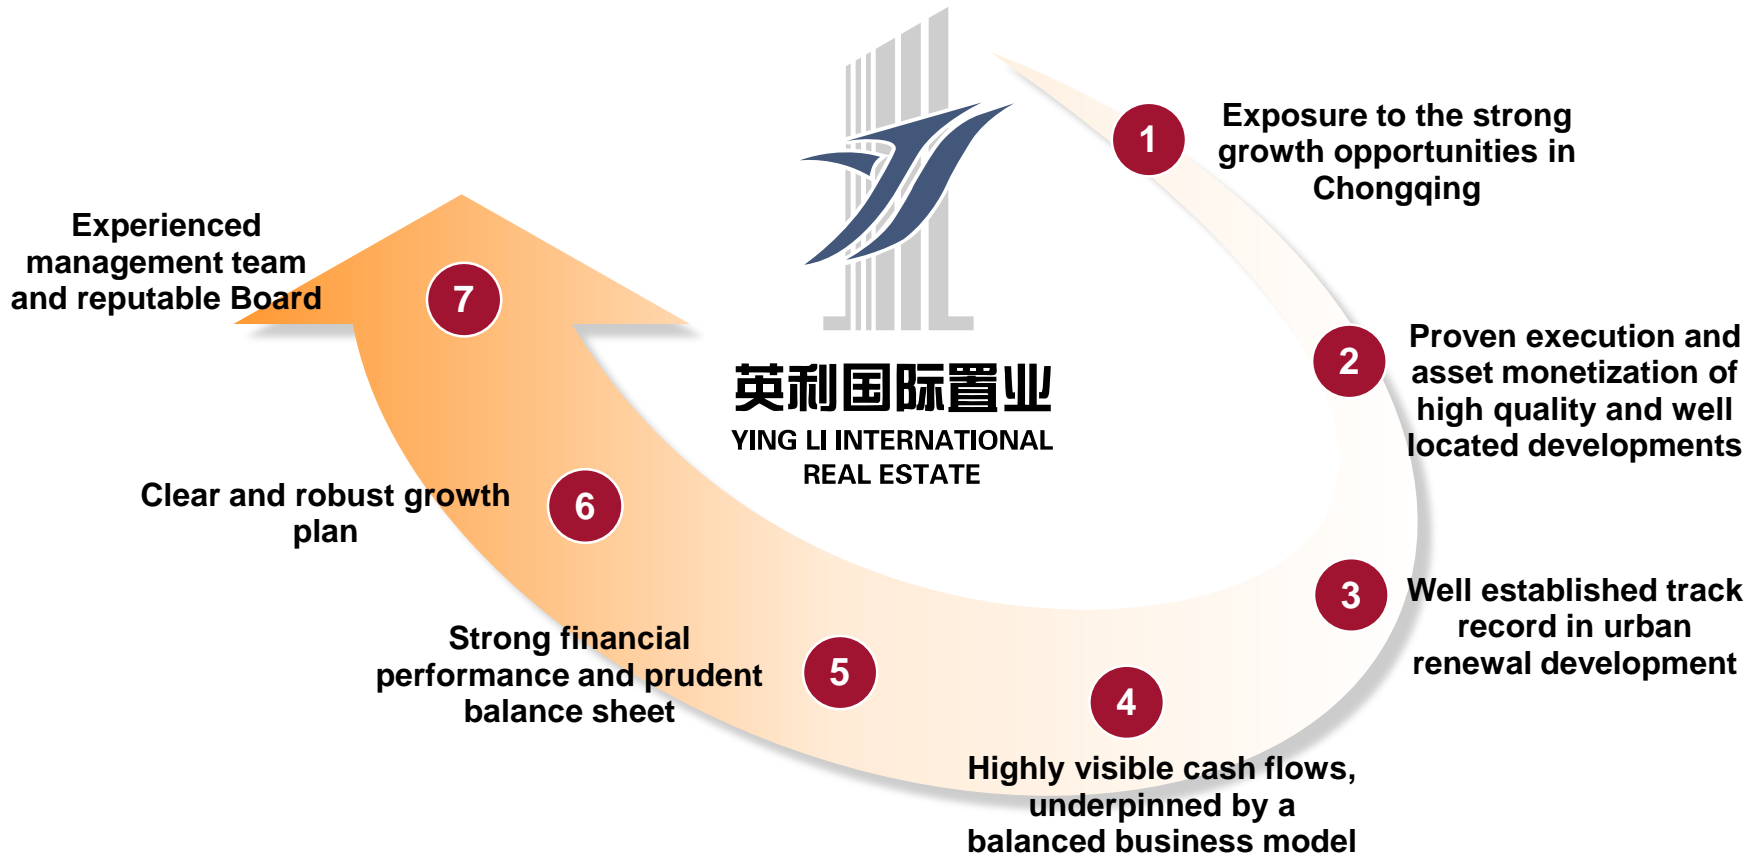 英利国际置业
YING LI INTERNATIONAL
REAL ESTATE
1
Exposure to the strong
growth opportunities in
Chongqing
2
Proven execution and
asset monetization of
high quality and well
located developments
3
Well established track
record in urban
renewal development
4
Highly visible cash flows,
underpinned by a
balanced business model
5
Strong financial
performance and prudent
balance sheet
6
Clear and robust growth
plan
7
Experienced
management team
and reputable Board